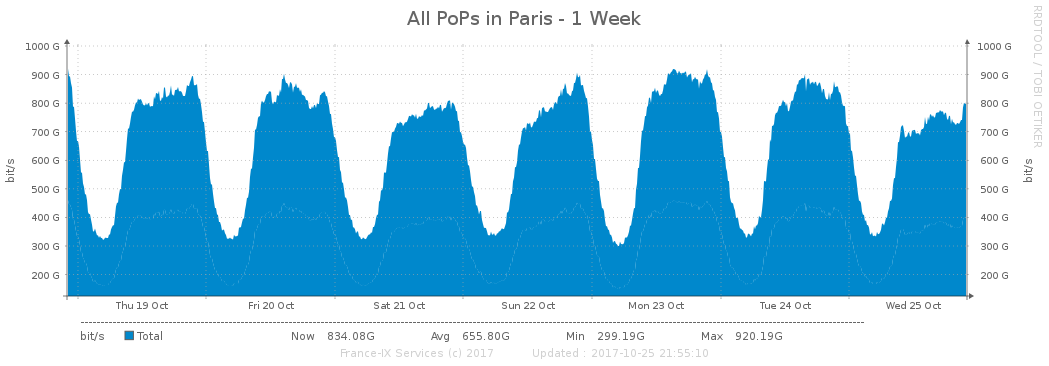 All PoPs in Paris - 1 Week
RRDTOOL / TOBI OETIKER
1000 G 1000 G
900 G 900 G
800 G 800 G
700 G 700 G
600 G 600 G
500 G 500 G
400 G 400 G
300 G 300 G
200 G 200 G
bit/s bit/s
Thu 19 Oct Fri 20 Oct Sat 21 Oct Sun 22 Oct Mon 23 Oct Tue 24 Oct Wed 25 Oct
bit/s Total Now 834.08G Avg 655.80G Min 299.19G Max 920.19G
France-IX Services (c) 2017 Updated : 2017-10-25 21:55:10